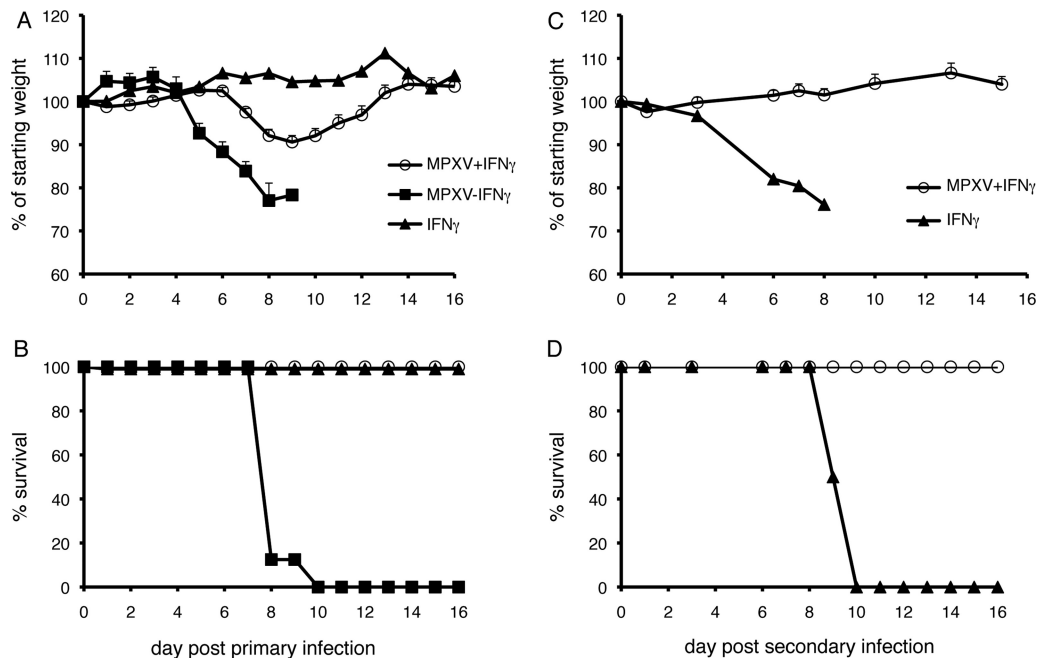 A
120
110
100
90
80
70
60
% of starting weight
0 2 4 6 8 10 12 14 16
MPXV+IFNγ
MPXV-IFNγ
IFNγ
B
100
80
60
40
20
0
% survival
0 2 4 6 8 10 12 14 16
day post primary infection
C
120
110
100
90
80
70
60
% of starting weight
0 2 4 6 8 10 12 14 16
MPXV+IFNγ
IFNγ
D
100
80
60
40
20
0
% survival
0 2 4 6 8 10 12 14 16
day post secondary infection